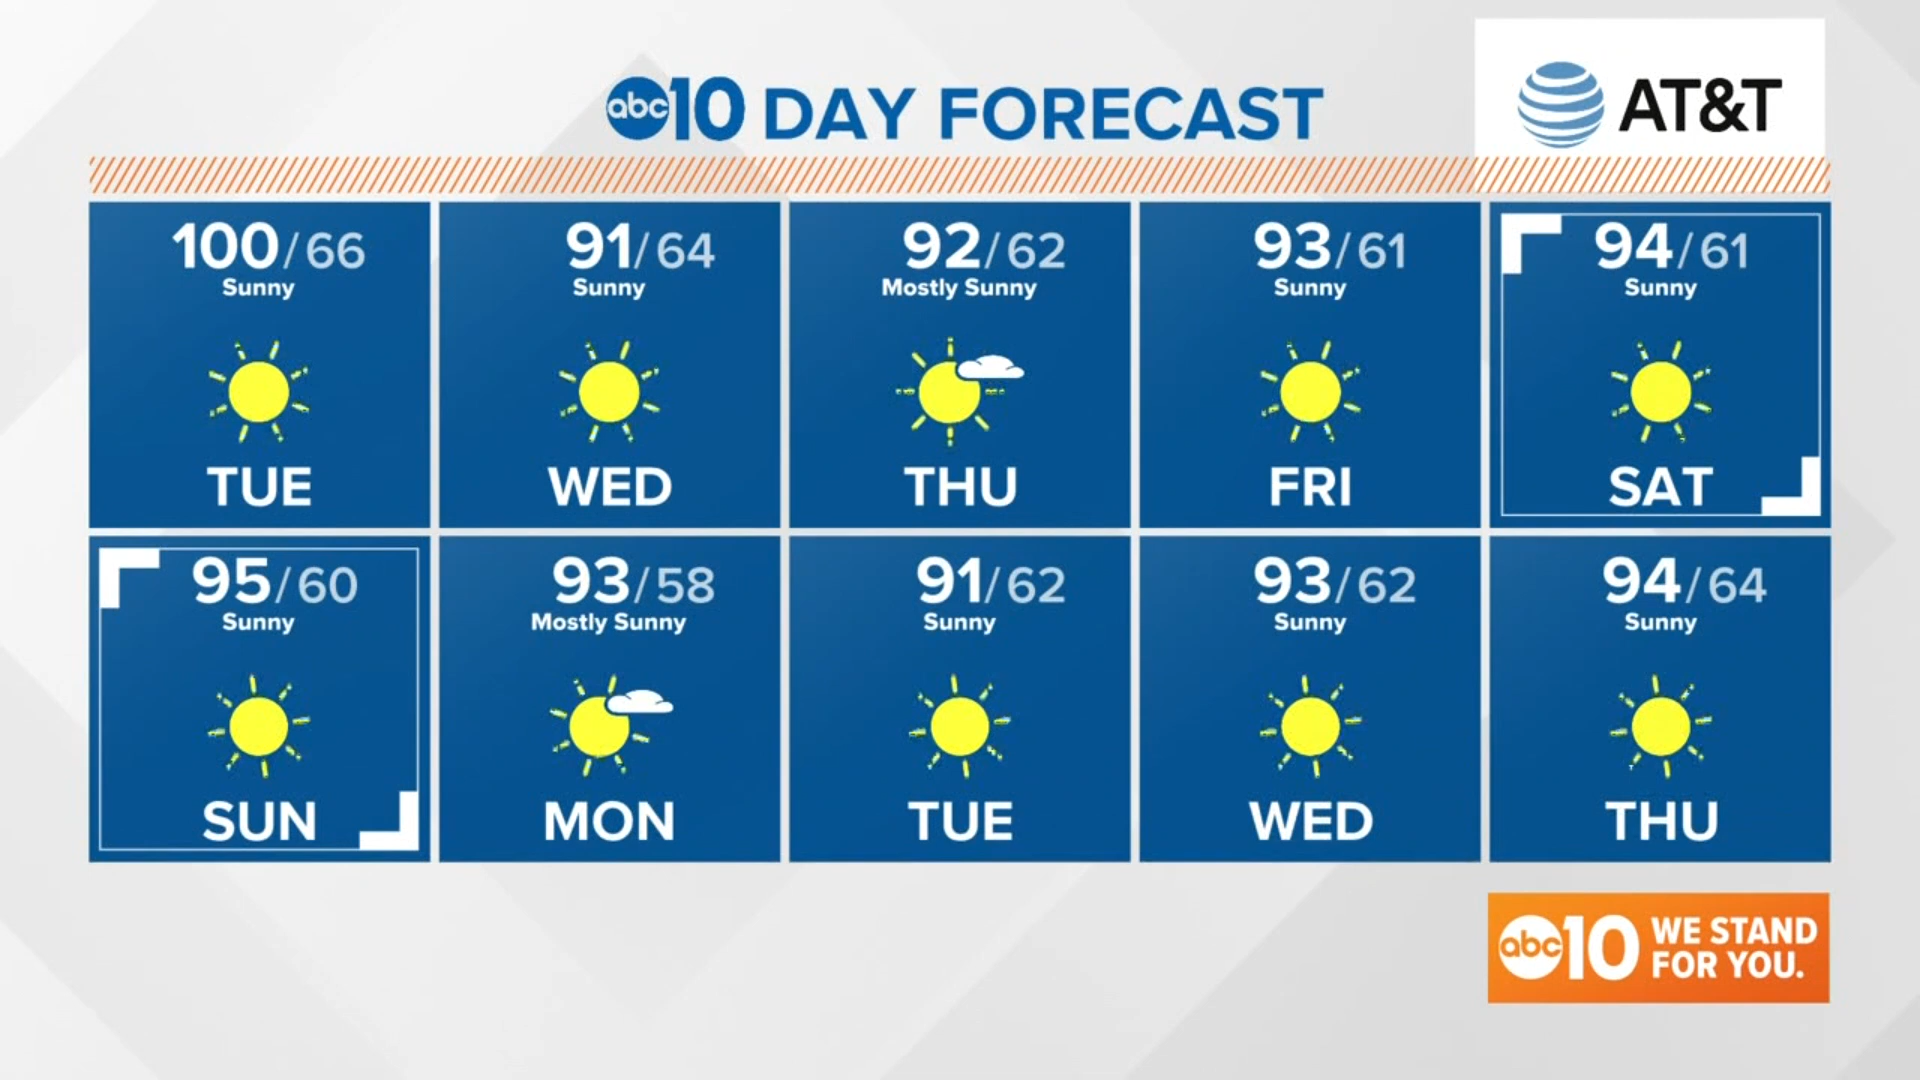 abc10 DAY FORECAST
AT&T
100/66
Sunny
TUE
91/64
Sunny
WED
92/62
Mostly Sunny
THU
93/61
Sunny
FRI
94/61
Sunny
SAT
95/60
Sunny
SUN
93/58
Mostly Sunny
MON
91/62
Sunny
TUE
93/62
Sunny
WED
94/64
Sunny
THU
abc10 WE STAND
FOR YOU.